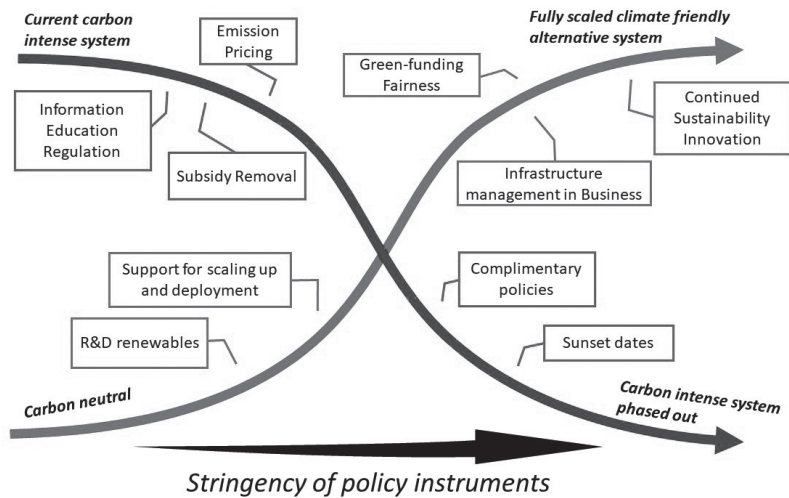 Current carbon
intense system
Emission
Pricing
Fully scaled climate friendly
alternative system
Green-funding
Fairness
Information
Education
Regulation
Continued
Sustainability
Innovation
Subsidy Removal
Infrastructure
management in Business
Support for scaling up
and deployment
Complimentary
policies
R&D renewables
Sunset dates
Carbon neutral
Carbon intense system
phased out
Stringency of policy instruments